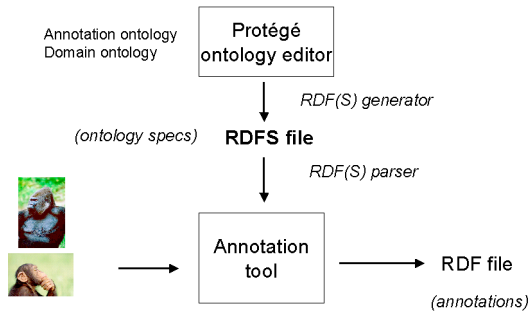 Annotation ontology
Domain ontology
Protégé
ontology editor
RDF(S) generator
(ontology specs)
RDFS file
RDF(S) parser
Annotation
tool
RDF file
(annotations)